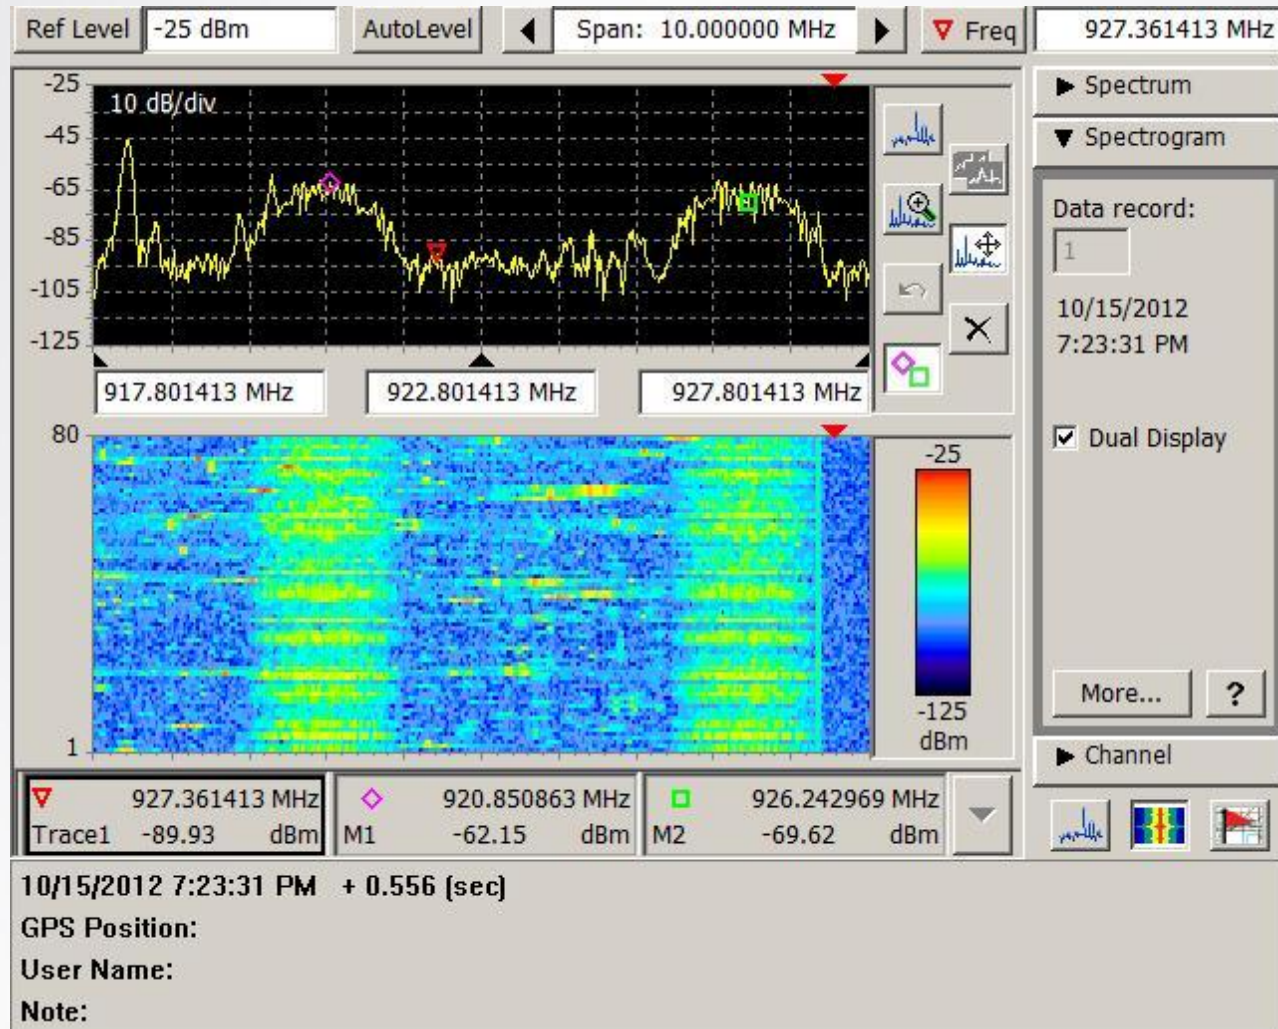 Ref Level -25 dBm AutoLevel Span: 10.000000 MHz Freq 927.361413 MHz
Spectrum
Spectrogram
Data record:
1
10/15/2012
7:23:31 PM
Dual Display
More... ?
Channel
10 dB/div
-25
-45
-65
-85
-105
-125
917.801413 MHz 922.801413 MHz 927.801413 MHz
80
1
-25
-125
dBm
927.361413 MHz
Trace1 -89.93 dBm
920.850863 MHz
M1 -62.15 dBm
926.242969 MHz
M2 -69.62 dBm
10/15/2012 7:23:31 PM + 0.556 (sec)
GPS Position:
User Name:
Note: